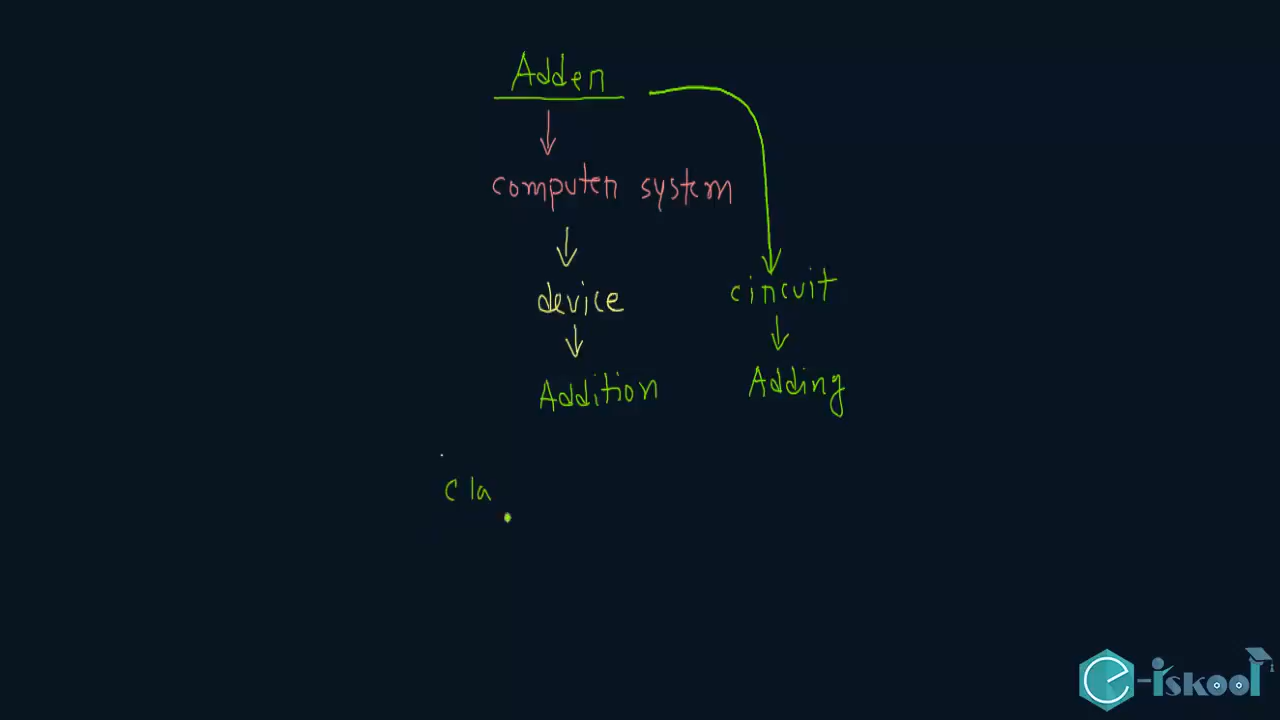 Adder
computer system
device
circuit
Addition
Adding
cla
e-iskool